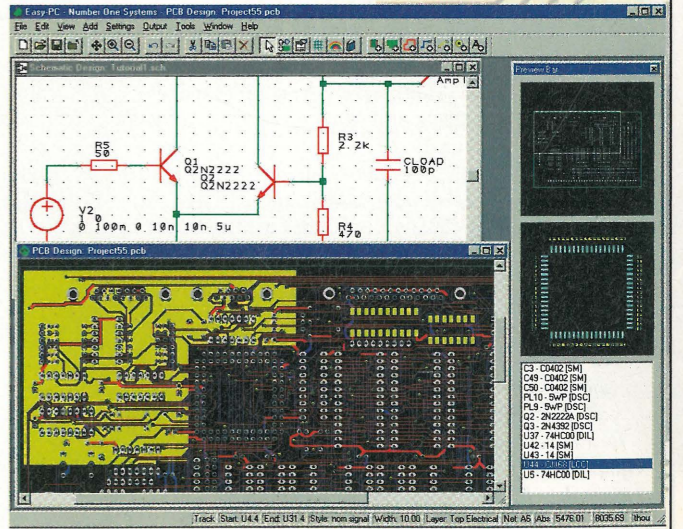 Easy-PC - Number One Systems - PCB Design: Project55.pcb
File Edit View Add Settings Output Tools Window Help
Schematic Design: Tutorial1.sch
Preview Bar
Ampl
R5
50
R3
2.2k
Q1
Q2N2222
Q2
Q2N2222
CLOAD
100p
V2
1 0
0 100m 0 10n 10n 5u
R4
470
PCB Design: Project55.pcb
C3 - C0402 [SM]
C49 - C0402 [SM]
C50 - C0402 [SM]
PL10 - 5WP [DSC]
PL9 - 5WP [DSC]
Q2 - 2N2222A [DSC]
Q3 - 2N4392 [DSC]
U37 - 74HC00 [DIL]
U42 - 14 [SM]
U43 - 14 [SM]
U5 - 74HC00 [DIL]
Track Start: U4.4 End: U31.4 Style: nom signal Width: 10.00 Layer: Top Electrical Net: A6 Abs 5476.01 8035.69 thou